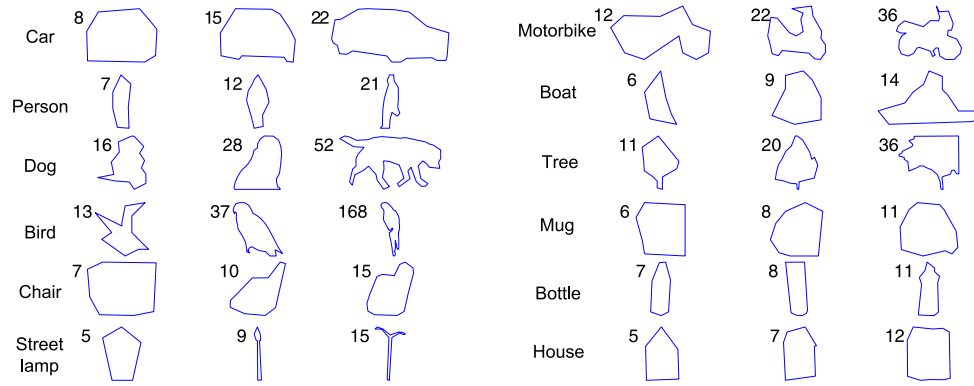 Car 8 15 22
Person 7 12 21
Dog 16 28 52
Bird 13 37 168
Chair 7 10 15
Street lamp 5 9 15
Motorbike 12 22 36
Boat 6 9 14
Tree 11 20 36
Mug 6 8 11
Bottle 7 8 11
House 5 7 12